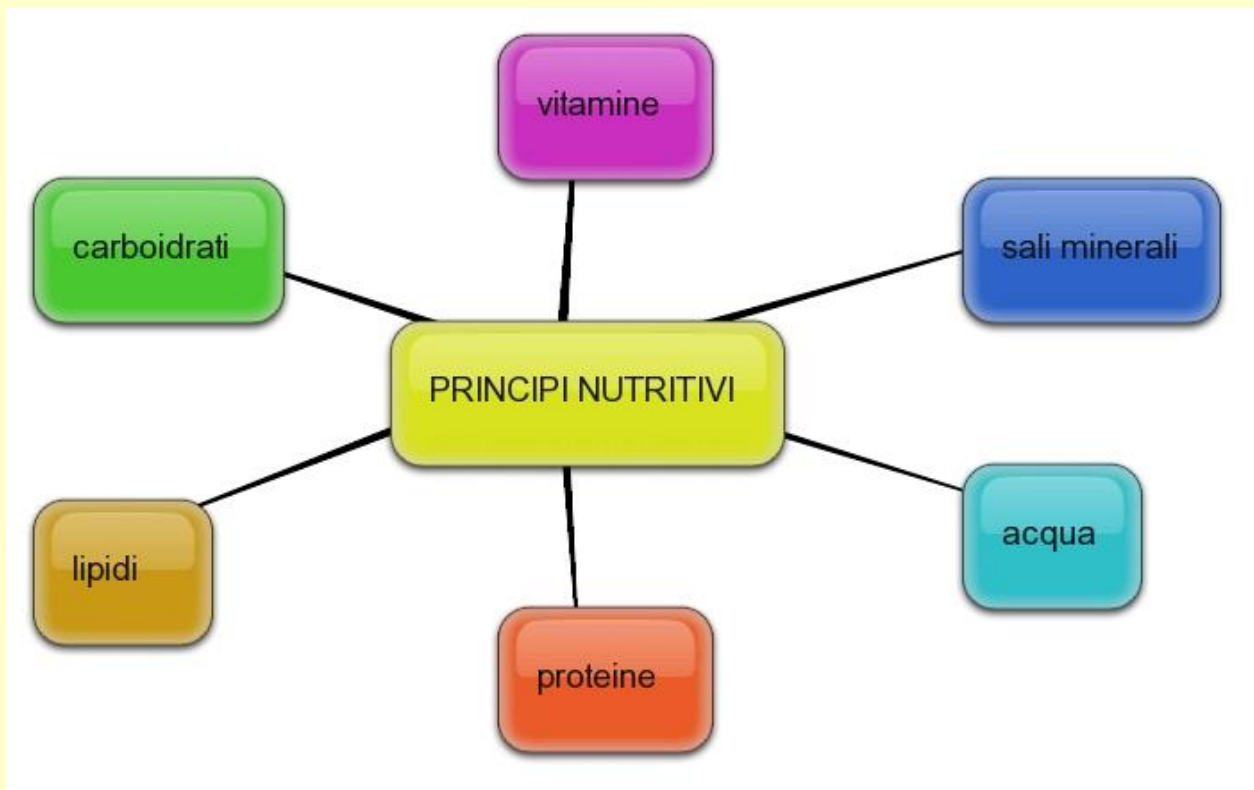 vitamine
carboidrati
sali minerali
PRINCIPI NUTRITIVI
acqua
lipidi
proteine